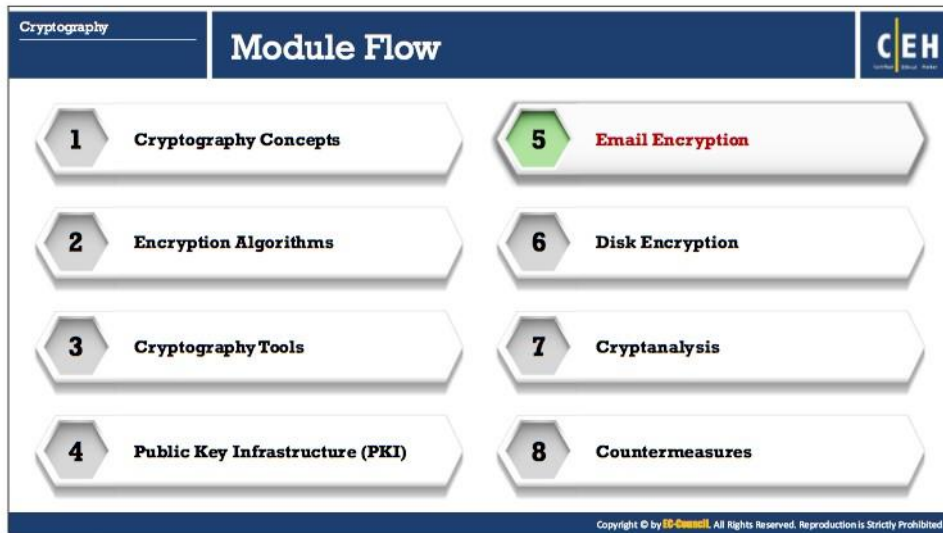 Cryptography
Module Flow
C|EH
1 Cryptography Concepts
2 Encryption Algorithms
3 Cryptography Tools
4 Public Key Infrastructure (PKI)
5 Email Encryption
6 Disk Encryption
7 Cryptanalysis
8 Countermeasures
Copyright © by EC-Council. All Rights Reserved. Reproduction is Strictly Prohibited.